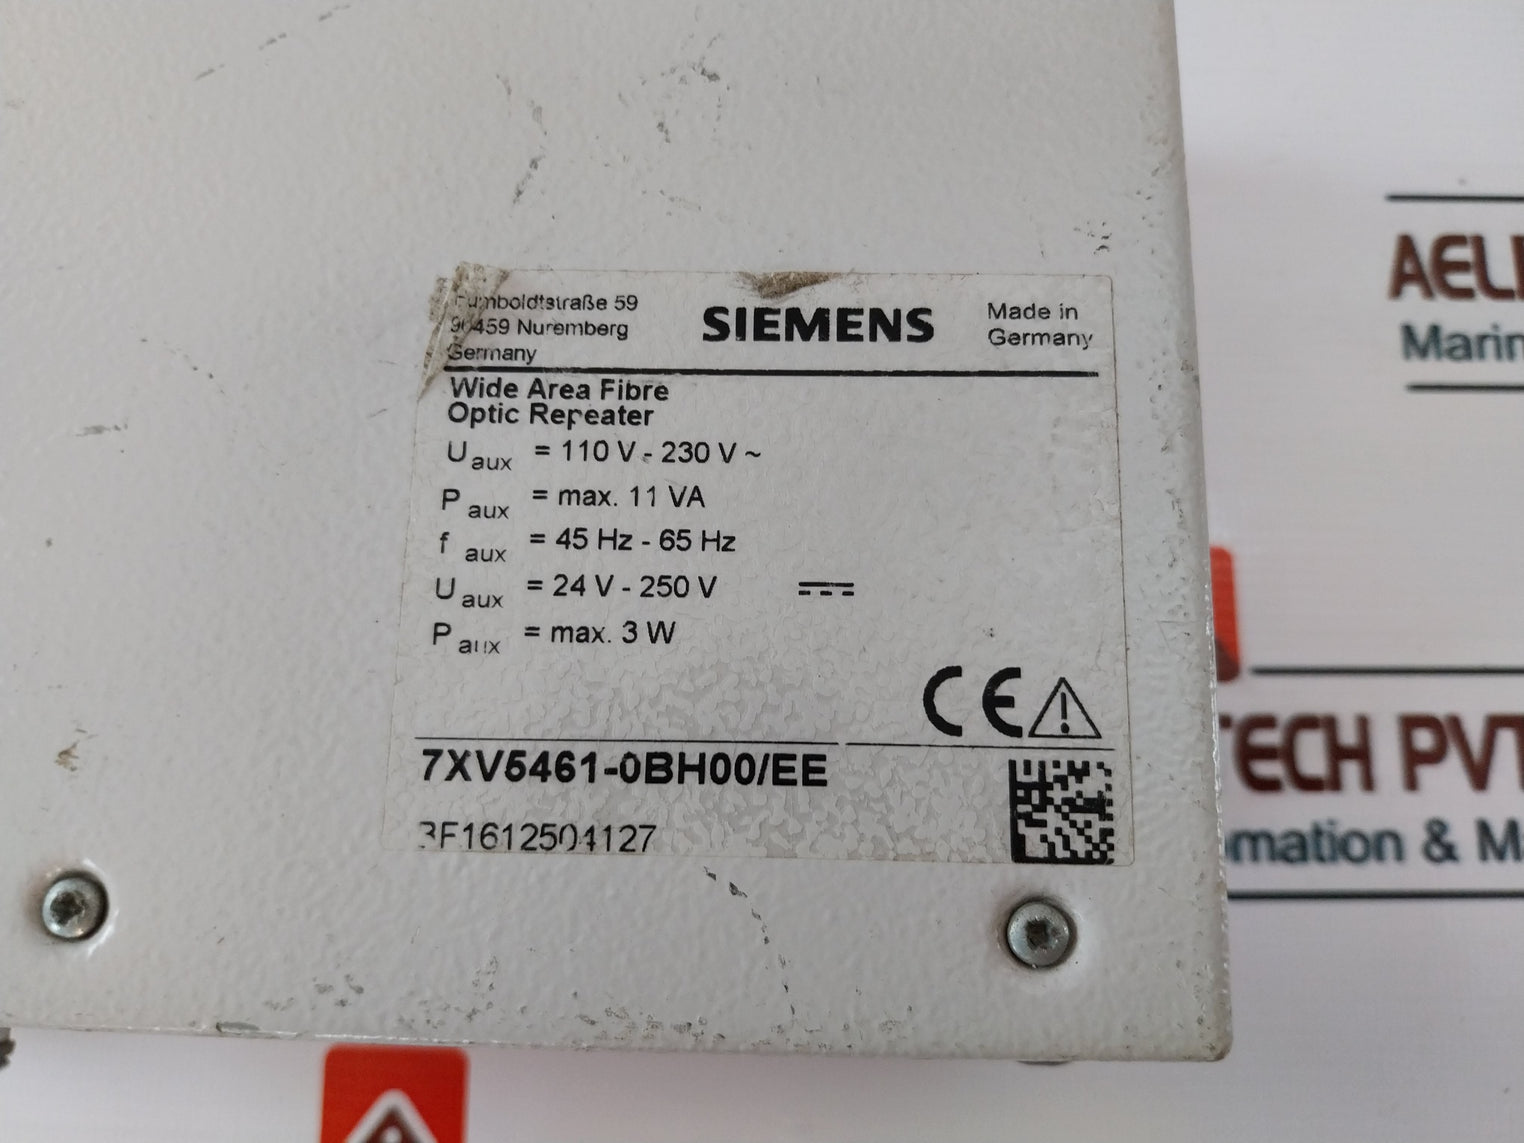 Humboldtstraße 59
90459 Nuremberg
Germany
SIEMENS
Made in
Germany
Wide Area Fibre
Optic Repeater
U aux = 110 V - 230 V ~
P aux = max. 11 VA
f aux = 45 Hz - 65 Hz
U aux = 24 V - 250 V
P aux = max. 3 W
CE
7XV5461-0BH00/EE
BF1612504127
AEL
Marin
TECH PVT
mation & M